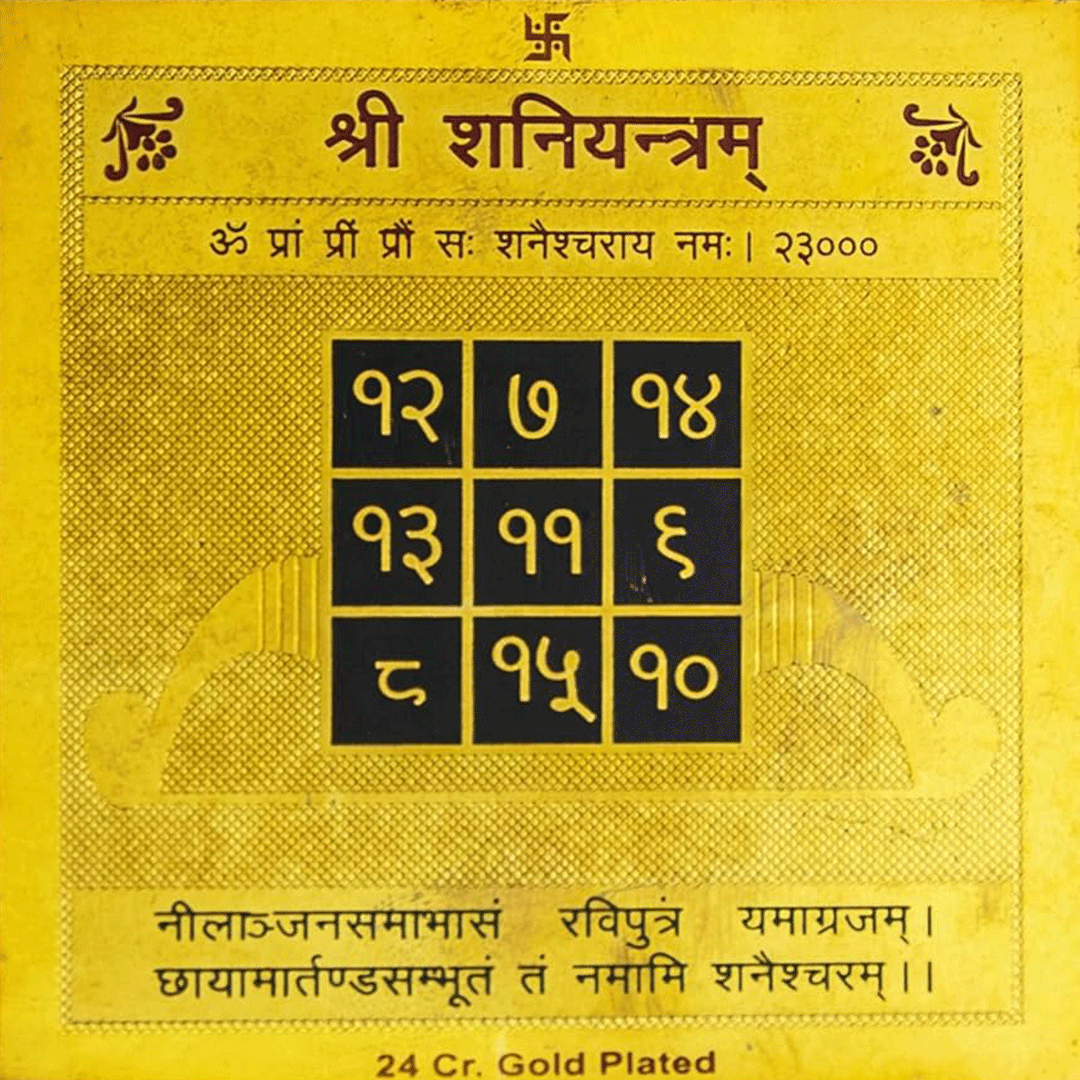 श्री शनियन्त्रम्
ॐ प्रां प्रीं प्रौं सः शनैश्चराय नमः। २३०००
१२ ७ १४
१३ ११ ६
८ १५ १०
नीलाञ्जनसमाभासं रविपुत्रं यमाग्रजम्।
छायामार्तण्डसम्भूतं तं नमामि शनैश्चरम्।।
24 Cr. Gold Plated